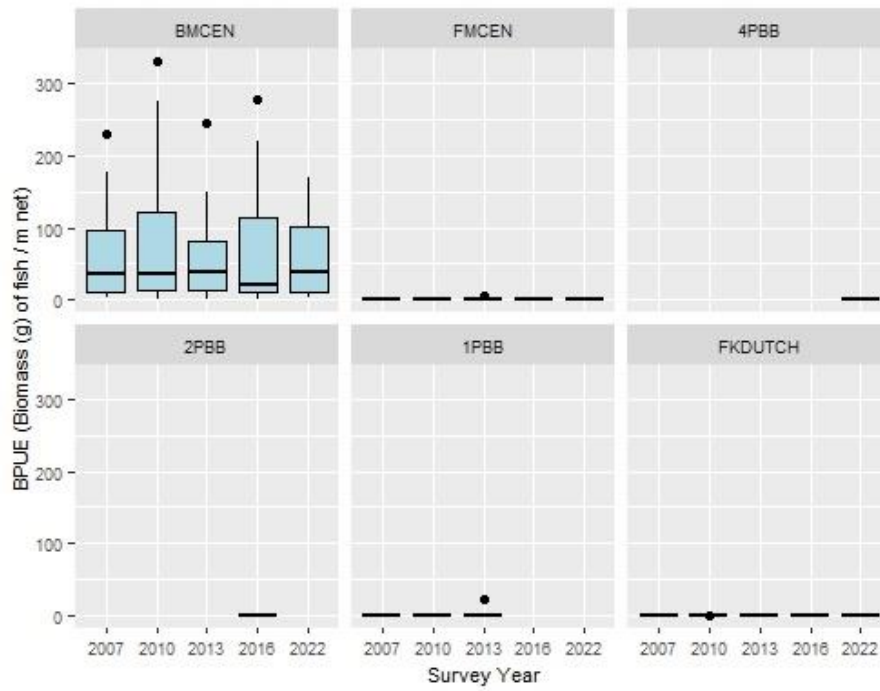 BMCEN FMCEN 4PBB
300
200
100
0
2PBB 1PBB FKDUTCH
300
200
100
0
2007 2010 2013 2016 2022 2007 2010 2013 2016 2022 2007 2010 2013 2016 2022
Survey Year
BPUE (Biomass (g) of fish / m net)